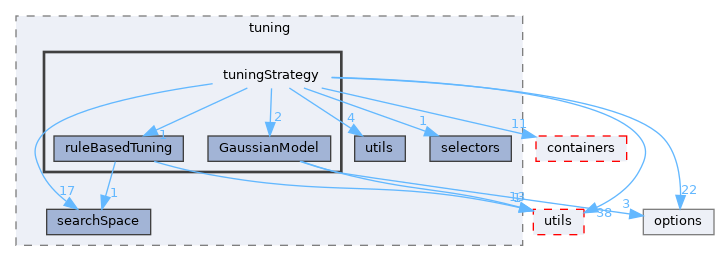 tuning
tuningStrategy
2
4
1
11
1
ruleBasedTuning
GaussianModel
utils
selectors
containers
17
1
22
3
38
searchSpace
utils
options